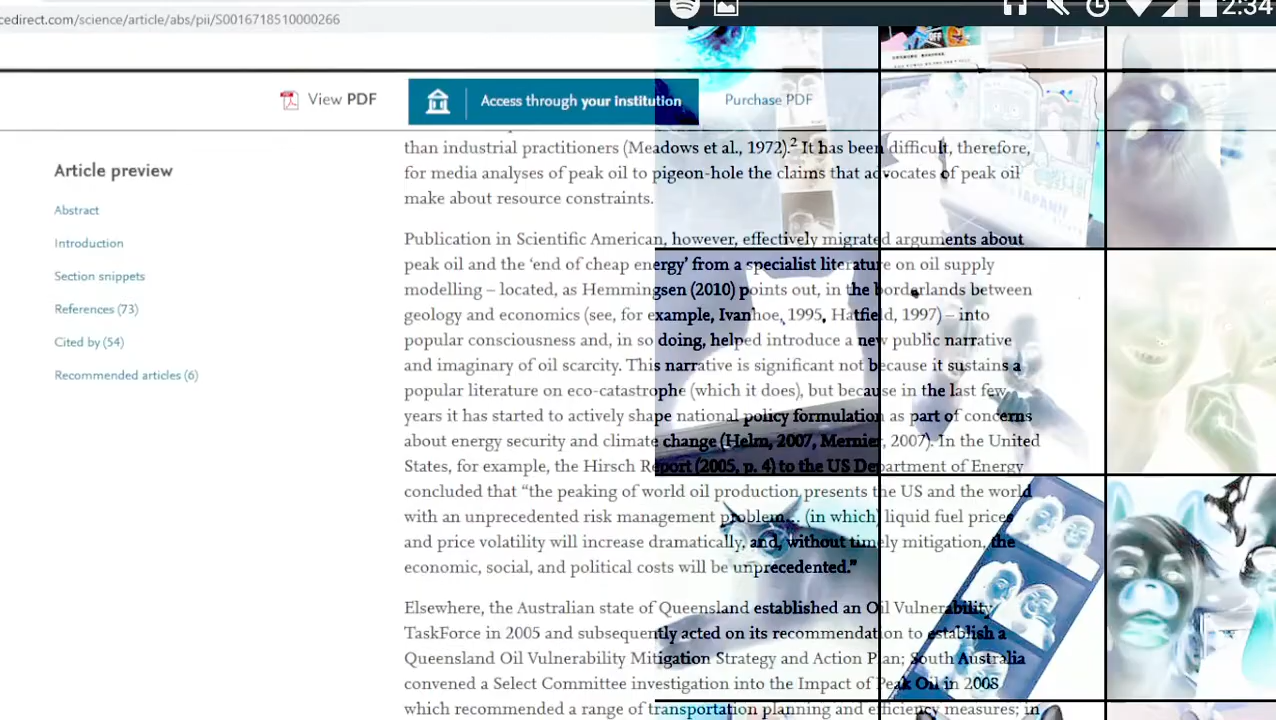 cedirect.com/science/article/abs/pii/S0016718510000266
2:34
OFF
View PDF
Access through your institution
Purchase PDF
Article preview
Abstract
Introduction
Section snippets
References (73)
Cited by (54)
Recommended articles (6)
than industrial practitioners (Meadows et al., 1972).² It has been difficult, therefore,
for media analyses of peak oil to pigeon-hole the claims that advocates of peak oil
make about resource constraints.
JAPAN!!
Publication in Scientific American, however, effectively migrated arguments about
peak oil and the ‘end of cheap energy’ from a specialist literature on oil supply
modelling – located, as Hemmingsen (2010) points out, in the borderlands between
geology and economics (see, for example, Ivanhoe, 1995, Hatfield, 1997) – into
popular consciousness and, in so doing, helped introduce a new public narrative
and imaginary of oil scarcity. This narrative is significant not because it sustains a
popular literature on eco-catastrophe (which it does), but because in the last few
years it has started to actively shape national policy formulation as part of concerns
about energy security and climate change (Helm, 2007, Mernier, 2007). In the United
States, for example, the Hirsch Report (2005, p. 4) to the US Department of Energy
concluded that “the peaking of world oil production presents the US and the world
with an unprecedented risk management problem... (in which) liquid fuel prices
and price volatility will increase dramatically, and, without timely mitigation, the
economic, social, and political costs will be unprecedented.”
Elsewhere, the Australian state of Queensland established an Oil Vulnerability
TaskForce in 2005 and subsequently acted on its recommendation to establish a
Queensland Oil Vulnerability Mitigation Strategy and Action Plan; South Australia
convened a Select Committee investigation into the Impact of Peak Oil in 2008
which recommended a range of transportation planning and efficiency measures; in